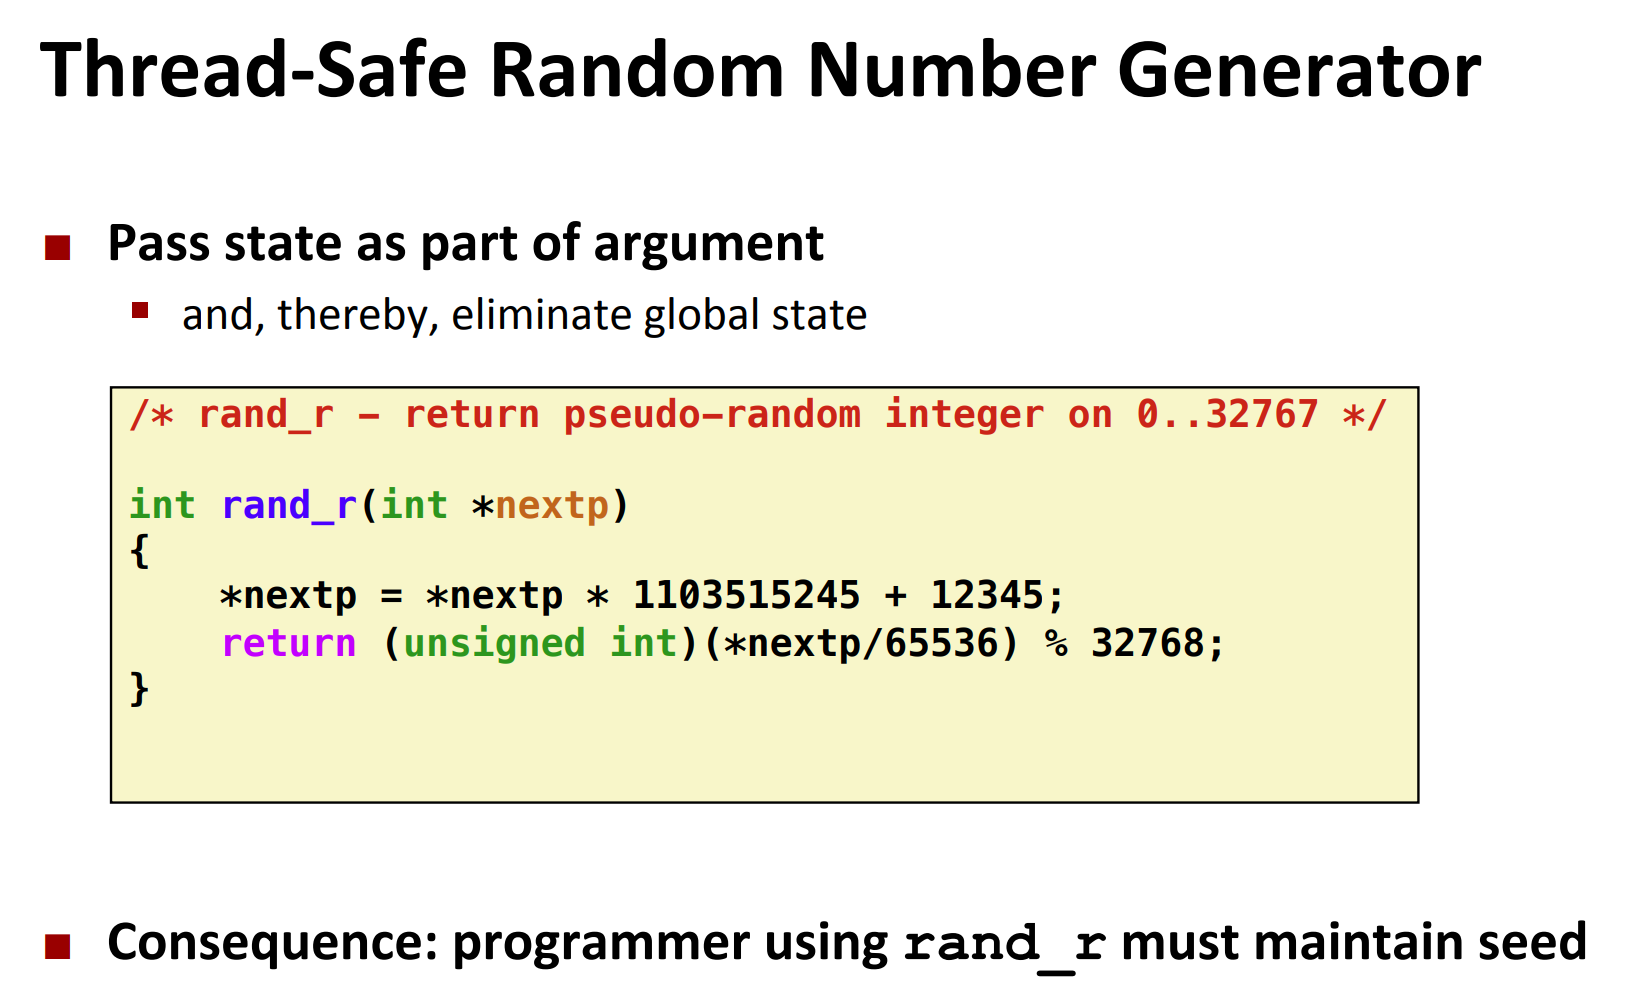 Thread-Safe Random Number Generator
■ Pass state as part of argument
▪ and, thereby, eliminate global state
/* rand_r - return pseudo-random integer on 0..32767 */
int rand_r(int *nextp)
{
    *nextp = *nextp * 1103515245 + 12345;
    return (unsigned int)(*nextp/65536) % 32768;
}
■ Consequence: programmer using rand_r must maintain seed